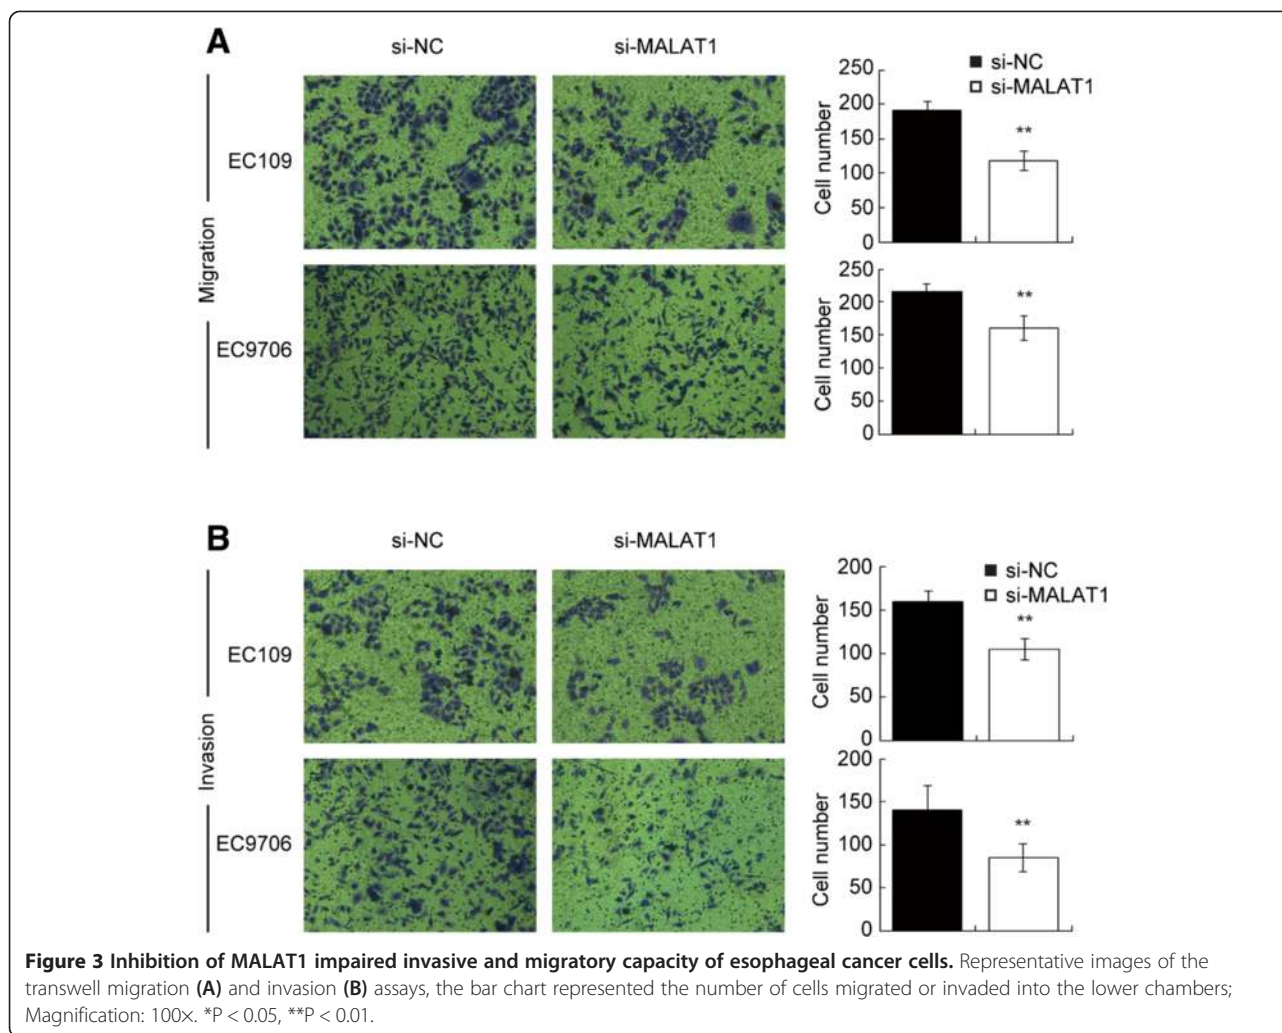 A
si-NC
si-MALAT1
Migration
EC109
EC9706
si-NC
si-MALAT1
Cell number
250
200
150
100
50
0
**
Cell number
250
200
150
100
50
0
**
B
si-NC
si-MALAT1
Invasion
EC109
EC9706
si-NC
si-MALAT1
Cell number
200
150
100
50
0
**
Cell number
200
150
100
50
0
**
Figure 3 Inhibition of MALAT1 impaired invasive and migratory capacity of esophageal cancer cells. Representative images of the
transwell migration (A) and invasion (B) assays, the bar chart represented the number of cells migrated or invaded into the lower chambers;
Magnification: 100×. *P < 0.05, **P < 0.01.